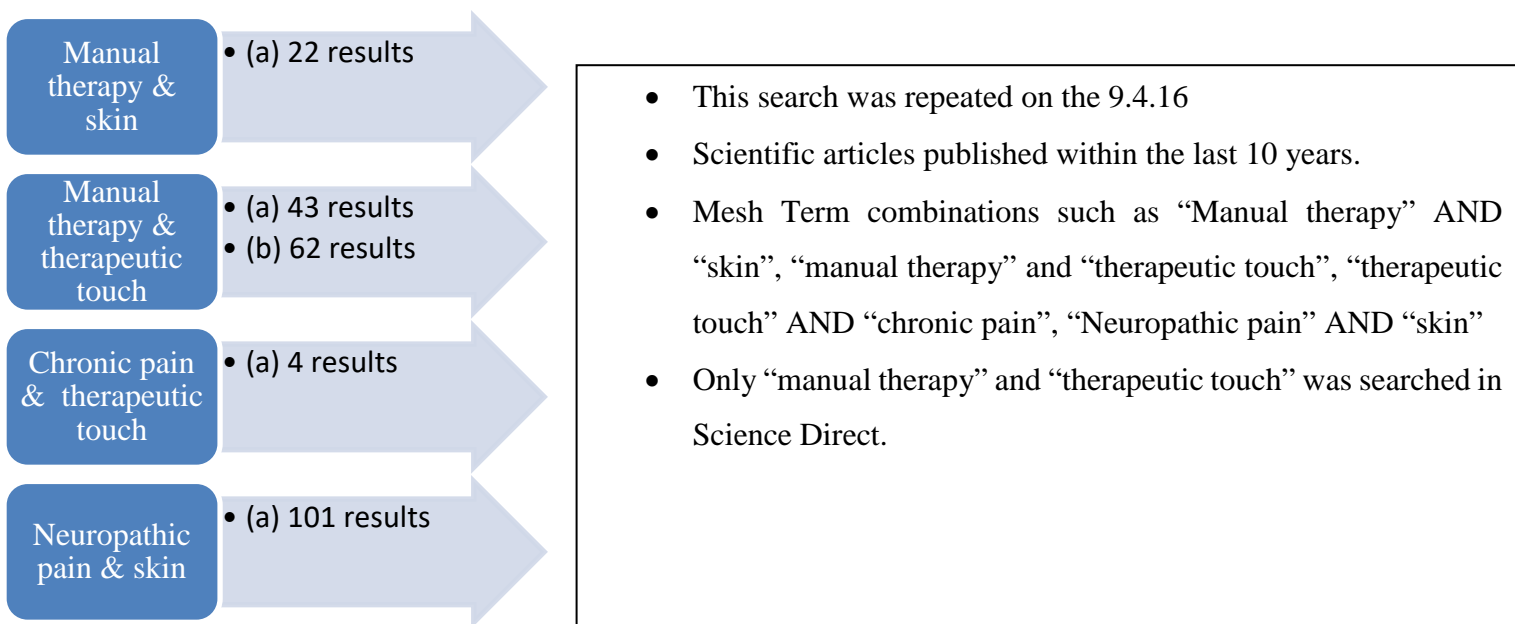 Manual
therapy &
skin
• (a) 22 results
Manual
therapy &
therapeutic
touch
• (a) 43 results
• (b) 62 results
Chronic pain
& therapeutic
touch
• (a) 4 results
Neuropathic
pain & skin
• (a) 101 results
• This search was repeated on the 9.4.16
• Scientific articles published within the last 10 years.
• Mesh Term combinations such as “Manual therapy” AND
“skin”, “manual therapy” and “therapeutic touch”, “therapeutic
touch” AND “chronic pain”, “Neuropathic pain” AND “skin”
• Only “manual therapy” and “therapeutic touch” was searched in
Science Direct.